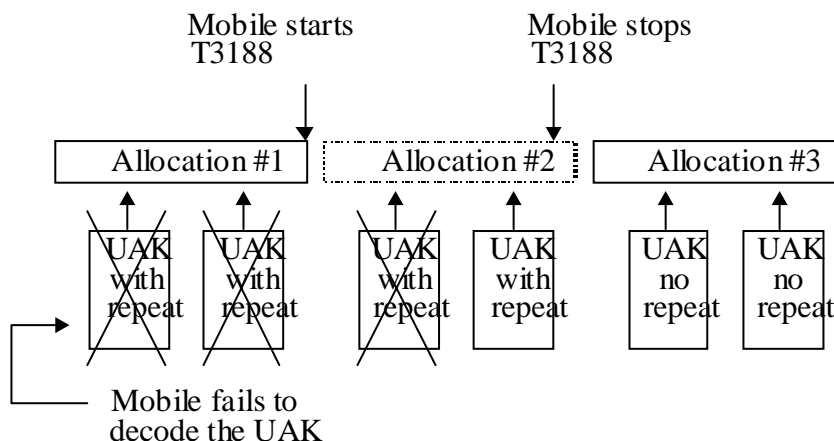 Mobile starts
T3188
Mobile stops
T3188
Allocation #1
Allocation #2
Allocation #3
UAK
with
repeat
UAK
with
repeat
UAK
with
repeat
UAK
with
repeat
UAK
no
repeat
UAK
no
repeat
Mobile fails to
decode the UAK